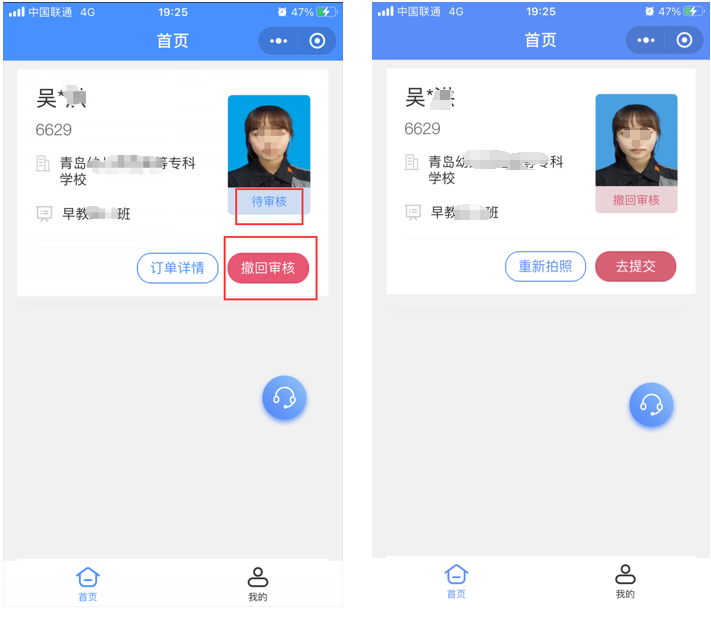 中国联通 4G 19:25 47%
首页
吴*
6629
青岛幼 等专科
学校
早教 班
待审核
订单详情 撤回审核
首页 我的
中国联通 4G 19:25 47%
首页
吴*洪
6629
青岛幼 专科
学校
早教 班
撤回审核
重新拍照 去提交
首页 我的